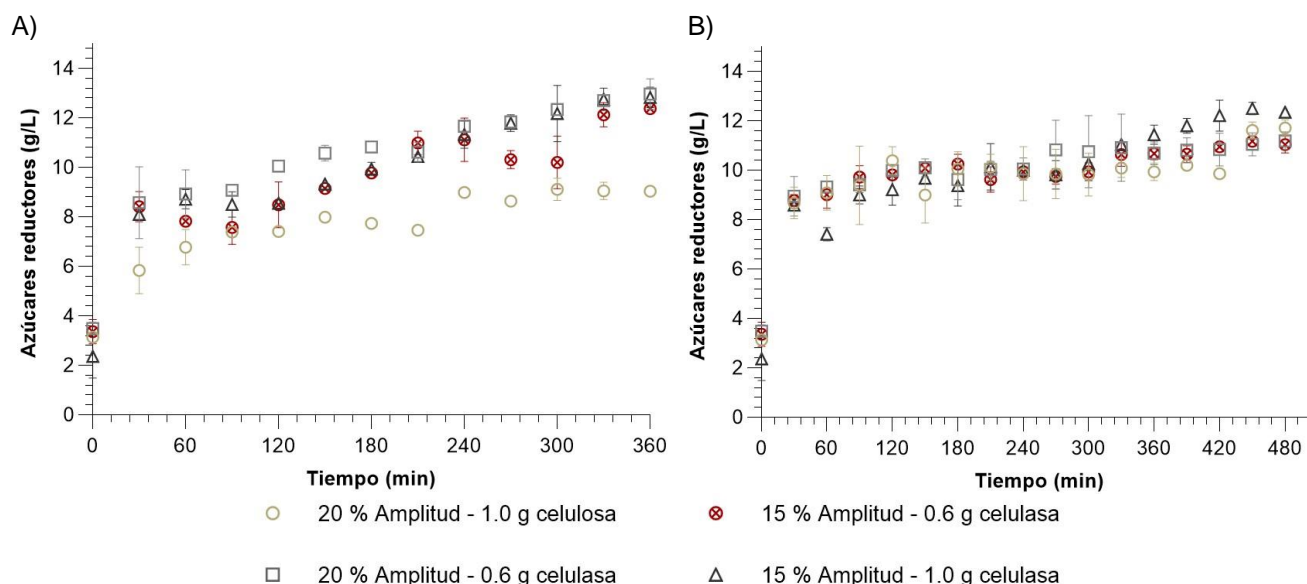 A)
Azúcares reductores (g/L)
14
12
10
8
6
4
2
0
0 60 120 180 240 300 360
Tiempo (min)
B)
Azúcares reductores (g/L)
14
12
10
8
6
4
2
0
0 60 120 180 240 300 360 420 480
Tiempo (min)
20 % Amplitud - 1.0 g celulosa
15 % Amplitud - 0.6 g celulasa
20 % Amplitud - 0.6 g celulasa
15 % Amplitud - 1.0 g celulasa